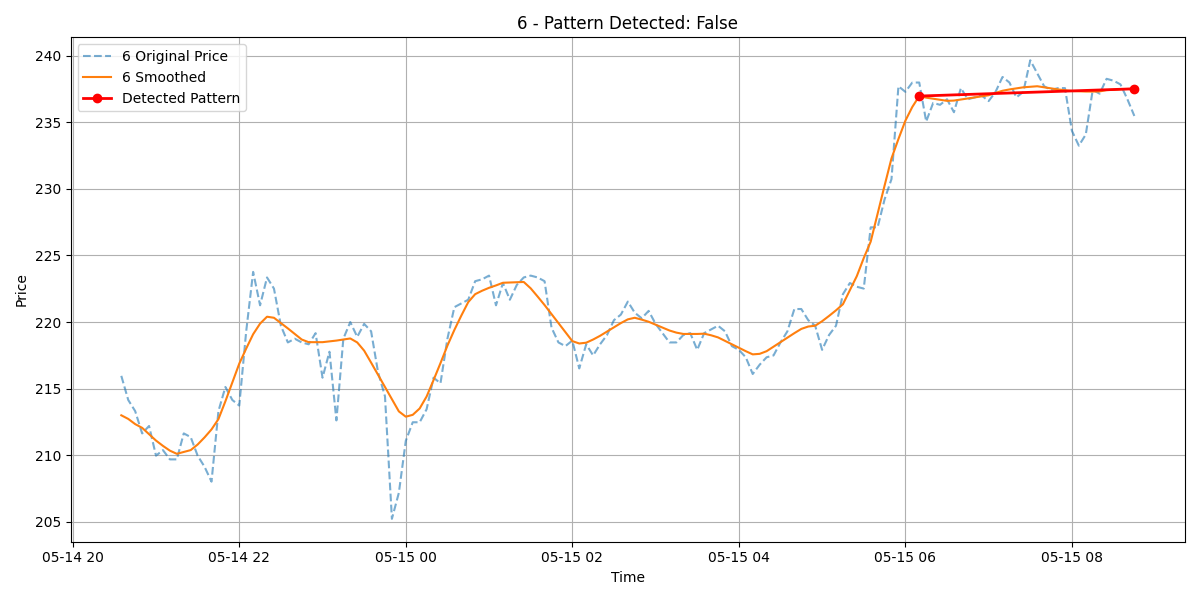 6 - Pattern Detected: False
6 Original Price
6 Smoothed
Detected Pattern
Price
240
235
230
225
220
215
210
205
05-14 20
05-14 22
05-15 00
05-15 02
05-15 04
05-15 06
05-15 08
Time